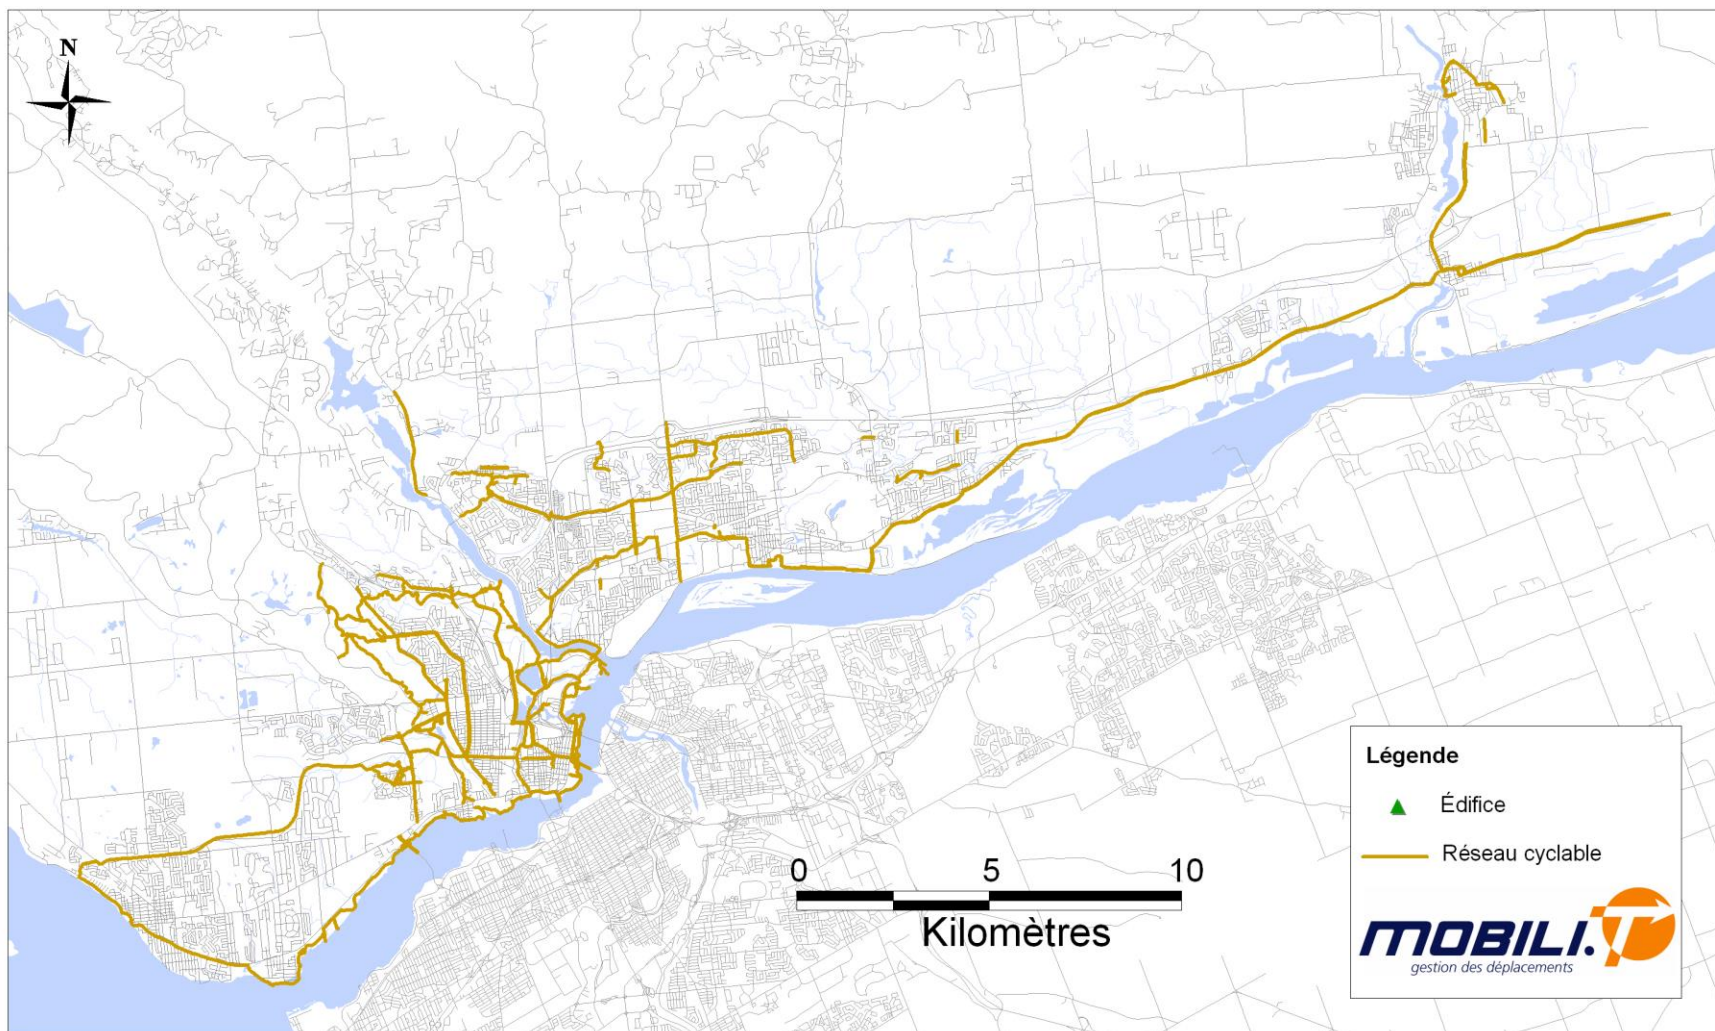 N
Légende
Édifice
Réseau cyclable
0 5 10
Kilomètres
MOBILI.T
gestion des déplacements